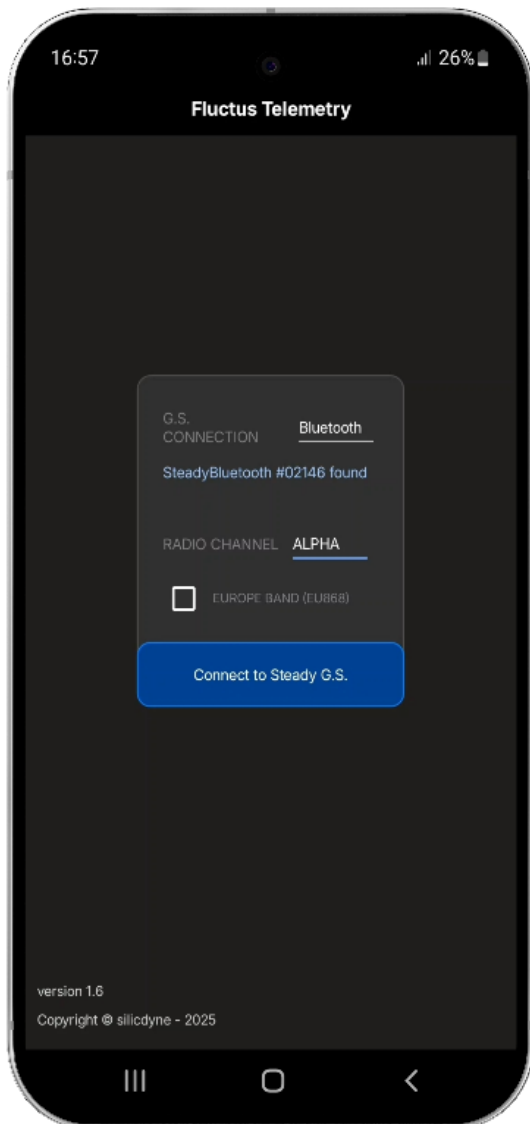 16:57
26%
Fluctus Telemetry
G.S.
CONNECTION
Bluetooth
SteadyBluetooth #02146 found
RADIO CHANNEL
ALPHA
EUROPE BAND (EU868)
Connect to Steady G.S.
version 1.6
Copyright © silicdyne - 2025